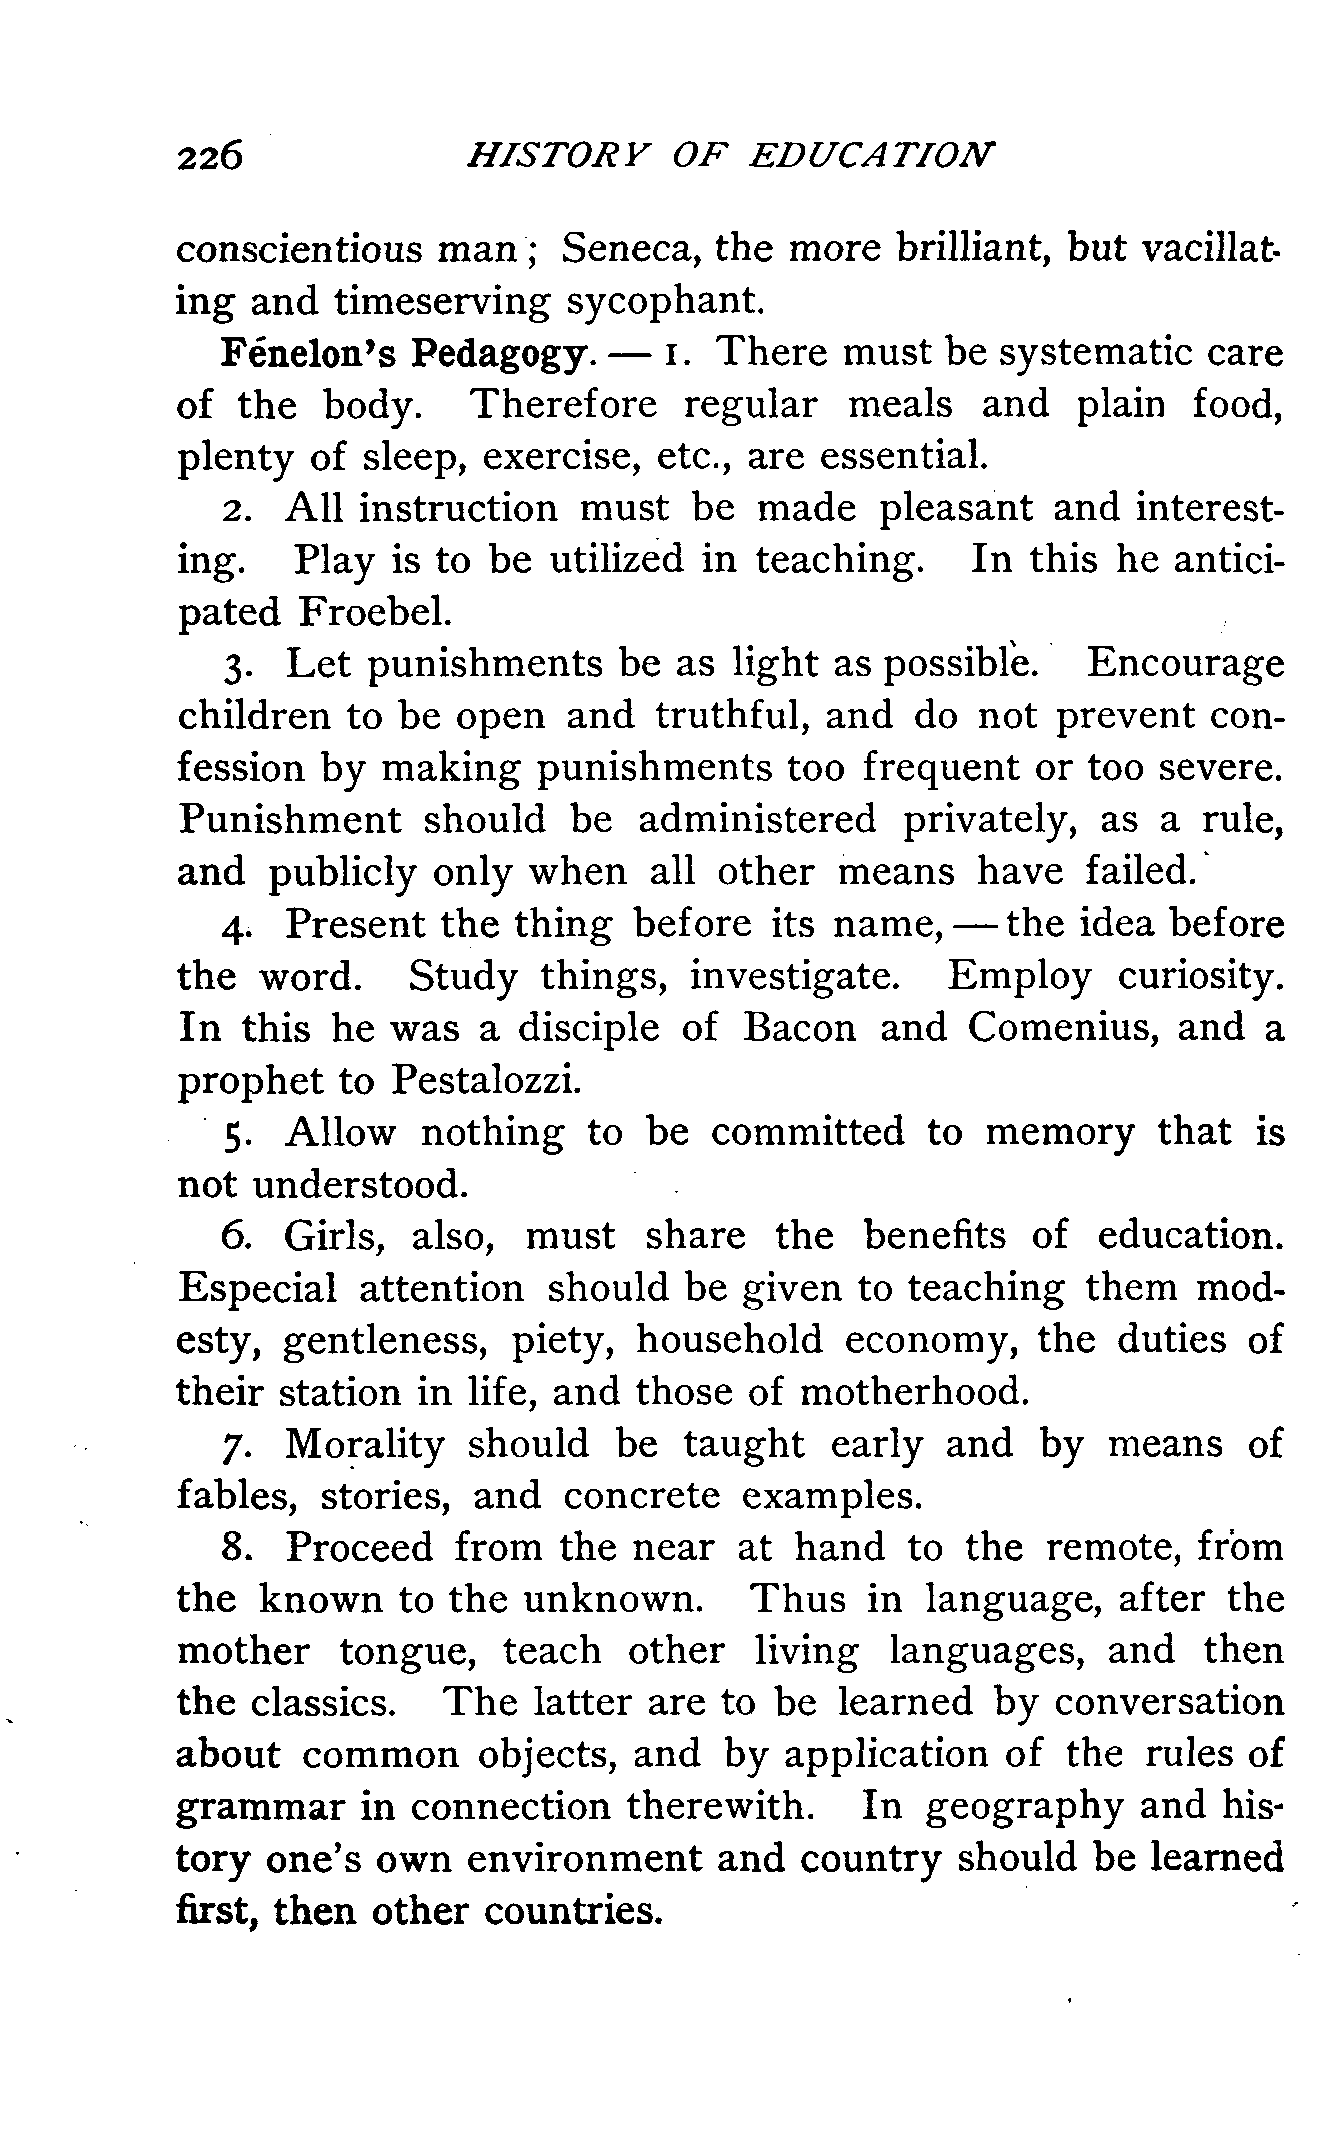 226 HISTORY OF EDUCATION
conscientious man; Seneca, the more brilliant, but vacillat-
ing and timeserving sycophant.
Fénelon's Pedagogy. — 1. There must be systematic care
of the body. Therefore regular meals and plain food,
plenty of sleep, exercise, etc., are essential.
2. All instruction must be made pleasant and interest-
ing. Play is to be utilized in teaching. In this he antici-
pated Froebel.
3. Let punishments be as light as possible. Encourage
children to be open and truthful, and do not prevent con-
fession by making punishments too frequent or too severe.
Punishment should be administered privately, as a rule,
and publicly only when all other means have failed.
4. Present the thing before its name, — the idea before
the word. Study things, investigate. Employ curiosity.
In this he was a disciple of Bacon and Comenius, and a
prophet to Pestalozzi.
5. Allow nothing to be committed to memory that is
not understood.
6. Girls, also, must share the benefits of education.
Especial attention should be given to teaching them mod-
esty, gentleness, piety, household economy, the duties of
their station in life, and those of motherhood.
7. Morality should be taught early and by means of
fables, stories, and concrete examples.
8. Proceed from the near at hand to the remote, from
the known to the unknown. Thus in language, after the
mother tongue, teach other living languages, and then
the classics. The latter are to be learned by conversation
about common objects, and by application of the rules of
grammar in connection therewith. In geography and his-
tory one's own environment and country should be learned
first, then other countries.